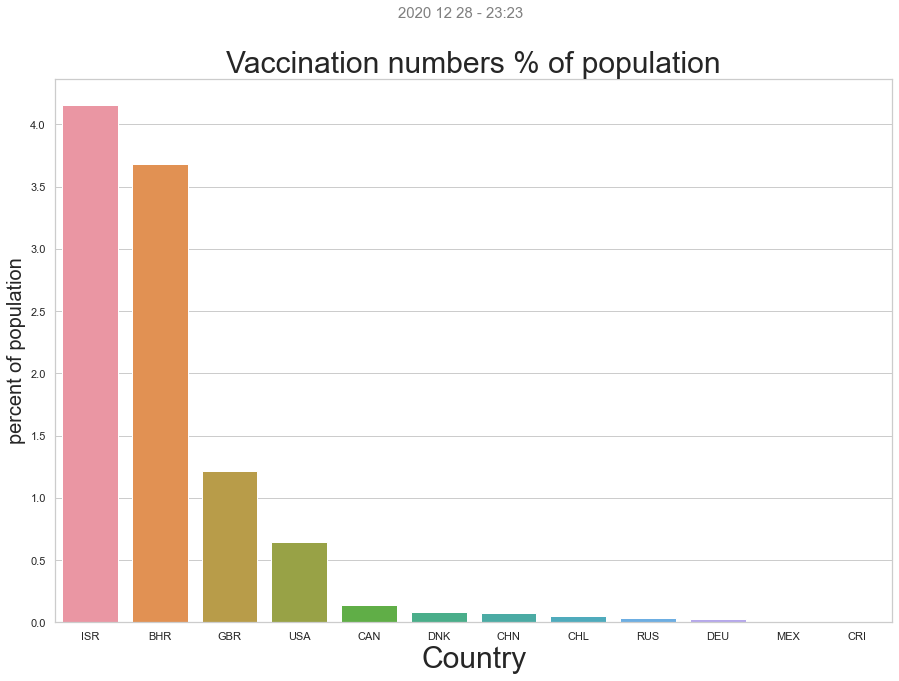 2020 12 28 - 23:23
Vaccination numbers % of population
percent of population
4.0
3.5
3.0
2.5
2.0
1.5
1.0
0.5
0.0
ISR BHR GBR USA CAN DNK CHN CHL RUS DEU MEX CRI
Country